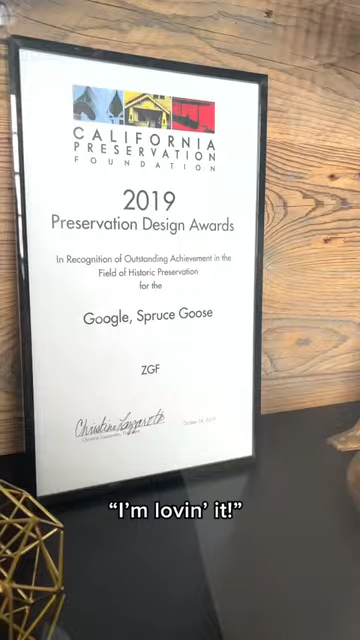 CALIFORNIA
PRESERVATION
FOUNDATION
2019
Preservation Design Awards
In Recognition of Outstanding Achievement in the
Field of Historic Preservation
for the
Google, Spruce Goose
ZGF
“I’m lovin’ it!”